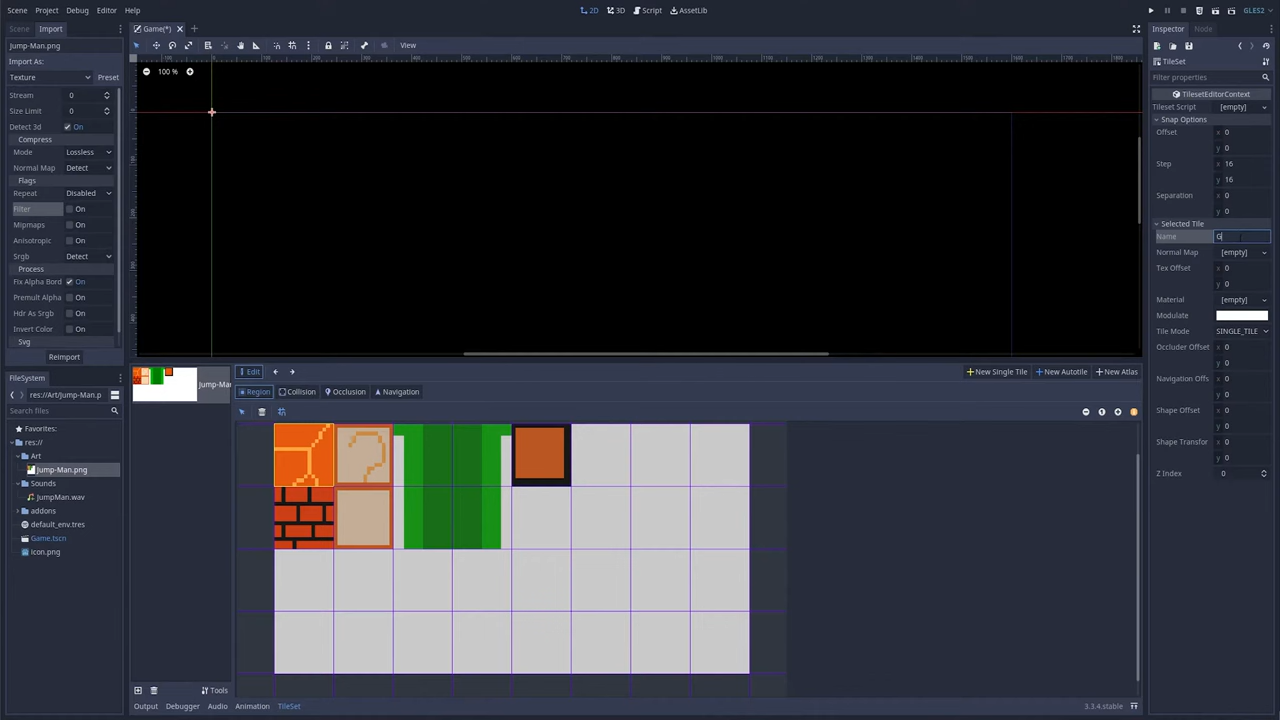 Scene Project Debug Editor Help
2D 3D Script AssetLib
GLES2
Scene Import
Game(*)
Inspector Node
Jump-Man.png
View
Import As:
TileSet
Texture Preset
100 %
Filter properties
Stream 0
TilesetEditorContext
Size Limit 0
Tileset Script [empty]
Detect 3d On
Snap Options
Compress
Offset x 0
Mode Lossless
y 0
Normal Map Detect
Step x 16
Flags
y 16
Repeat Disabled
Separation x 0
Filter On
y 0
Mipmaps On
Selected Tile
Anisotropic On
Name G
Srgb Detect
Normal Map [empty]
Process
Tex Offset x 0
Fix Alpha Bord On
y 0
Premult Alpha On
Material [empty]
Hdr As Srgb On
Modulate
Invert Color On
Tile Mode SINGLE_TILE
Svg
Occluder Offset x 0
Reimport
y 0
Navigation Offs x 0
y 0
Shape Offset x 0
y 0
Shape Transfor x 0
y 0
Z Index 0
FileSystem
res://Art/Jump-Man.p
Search files
Favorites:
res://
Art
Jump-Man.png
Sounds
JumpMan.wav
addons
default_env.tres
Game.tscn
icon.png
Jump-Ma
Edit
New Single Tile New Autotile New Atlas
Region Collision Occlusion Navigation
Tools
Output Debugger Audio Animation TileSet
3.3.4.stable